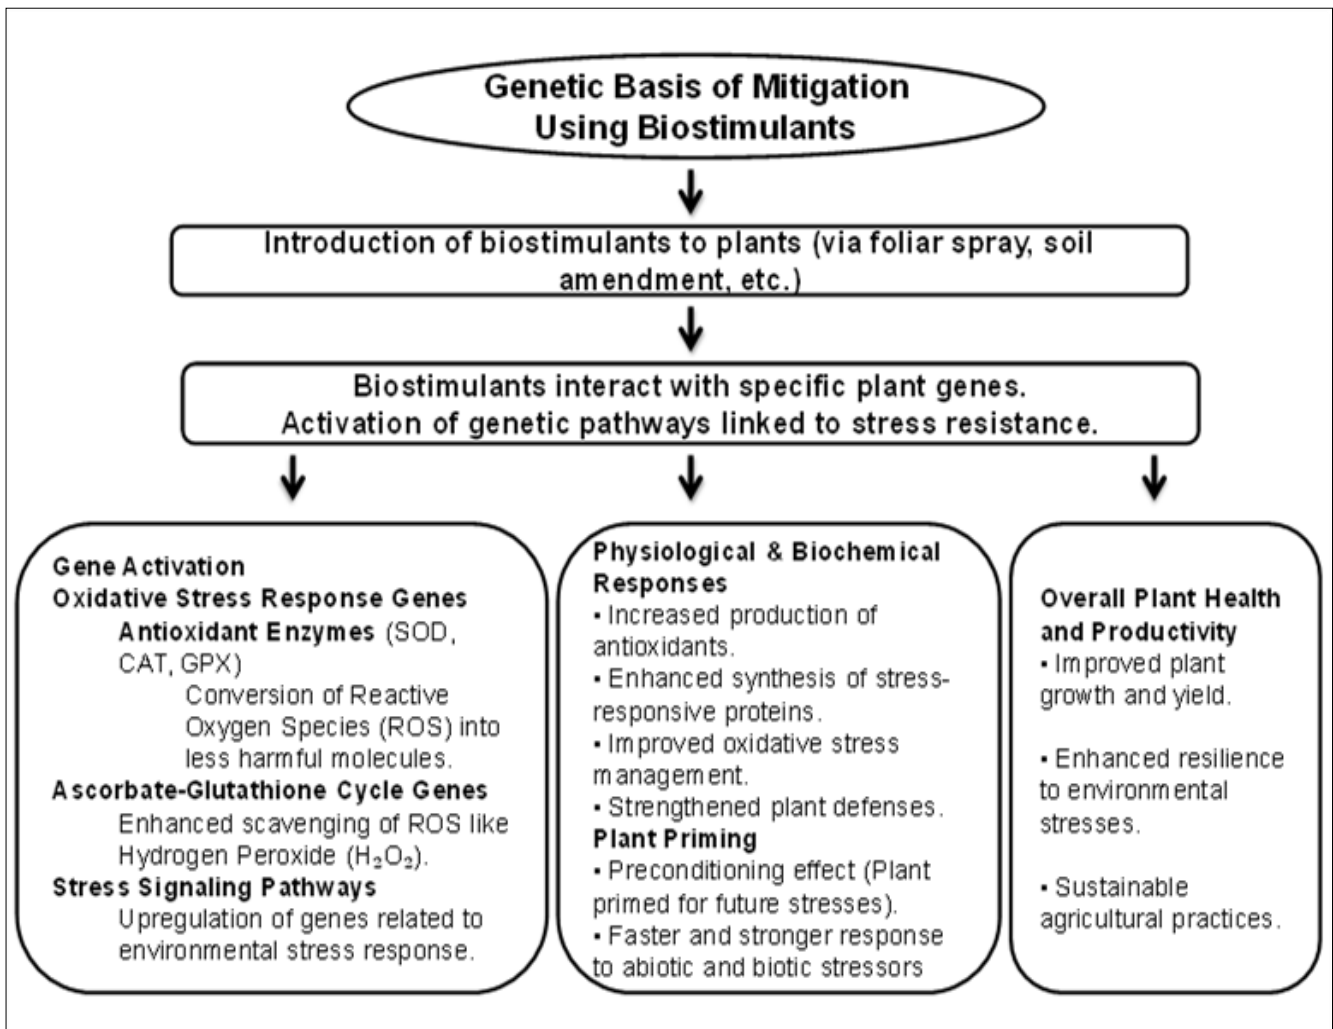 Genetic Basis of Mitigation
Using Biostimulants
Introduction of biostimulants to plants (via foliar spray, soil
amendment, etc.)
Biostimulants interact with specific plant genes.
Activation of genetic pathways linked to stress resistance.
Gene Activation
Oxidative Stress Response Genes
Antioxidant Enzymes (SOD,
CAT, GPX)
Conversion of Reactive
Oxygen Species (ROS) into
less harmful molecules.
Ascorbate-Glutathione Cycle Genes
Enhanced scavenging of ROS like
Hydrogen Peroxide (H₂O₂).
Stress Signaling Pathways
Upregulation of genes related to
environmental stress response.
Physiological & Biochemical
Responses
▪ Increased production of
antioxidants.
▪ Enhanced synthesis of stress-
responsive proteins.
▪ Improved oxidative stress
management.
▪ Strengthened plant defenses.
Plant Priming
▪ Preconditioning effect (Plant
primed for future stresses).
▪ Faster and stronger response
to abiotic and biotic stressors
Overall Plant Health
and Productivity
▪ Improved plant
growth and yield.
▪ Enhanced resilience
to environmental
stresses.
▪ Sustainable
agricultural practices.